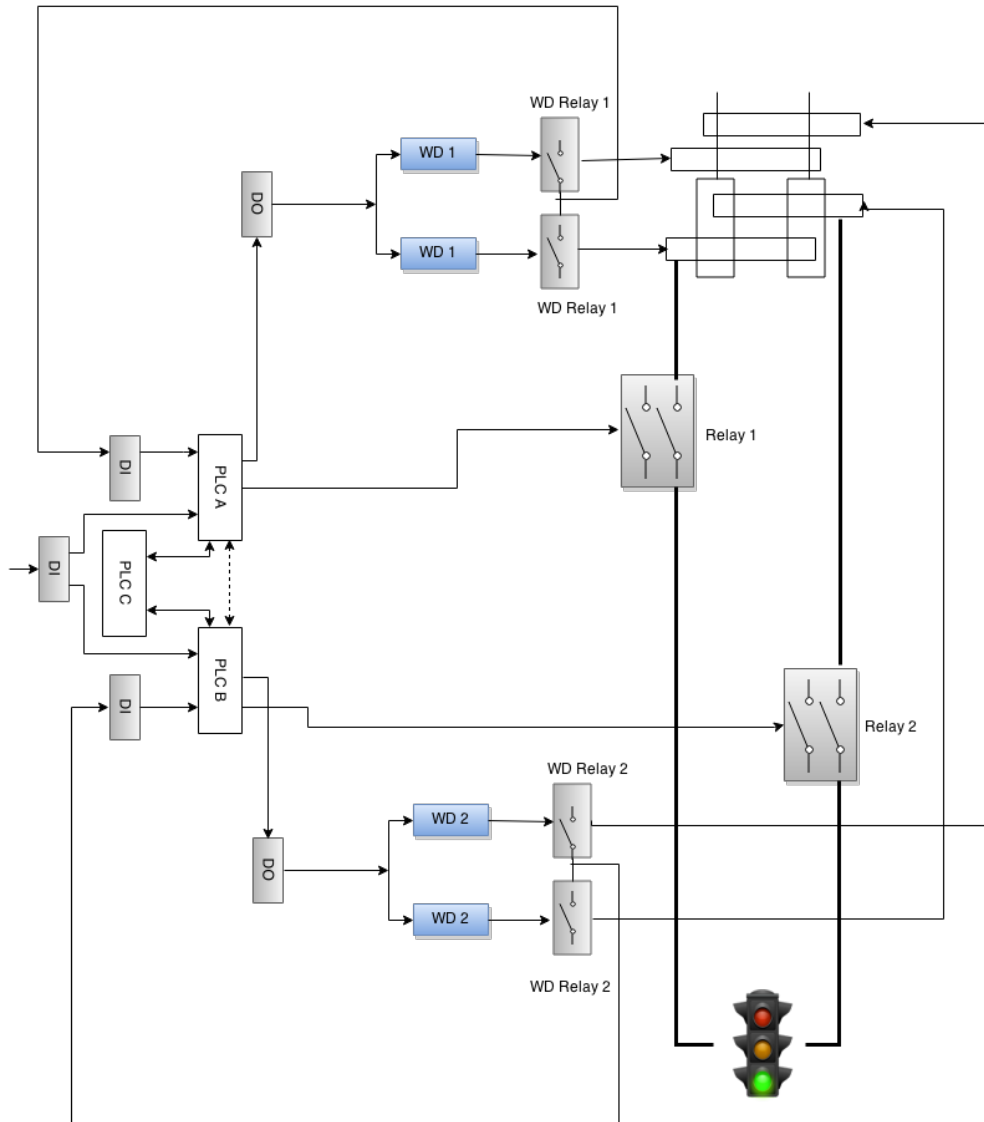 WD Relay 1
WD 1
DO
WD 1
WD Relay 1
Relay 1
DI
PLC A
DI
PLC C
PLC B
DI
Relay 2
WD Relay 2
WD 2
DO
WD 2
WD Relay 2